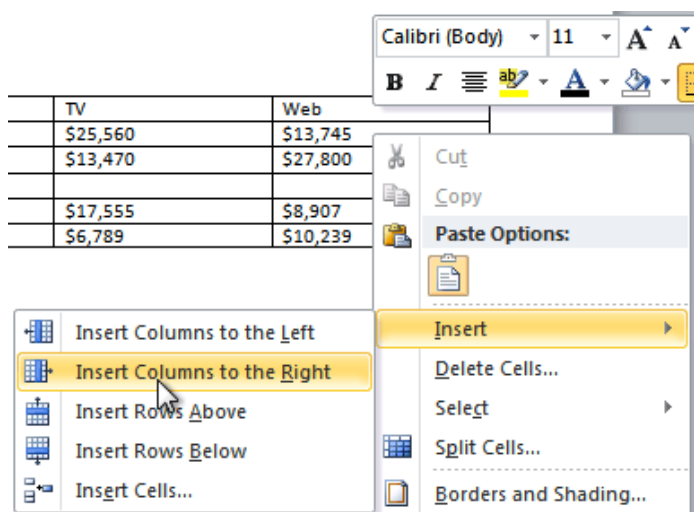 Calibri (Body) 11 A A
B I A
TV Web
$25,560 $13,745
$13,470 $27,800
$17,555 $8,907
$6,789 $10,239
Cut
Copy
Paste Options:
Insert
Delete Cells...
Select
Split Cells...
Borders and Shading...
Insert Columns to the Left
Insert Columns to the Right
Insert Rows Above
Insert Rows Below
Insert Cells...